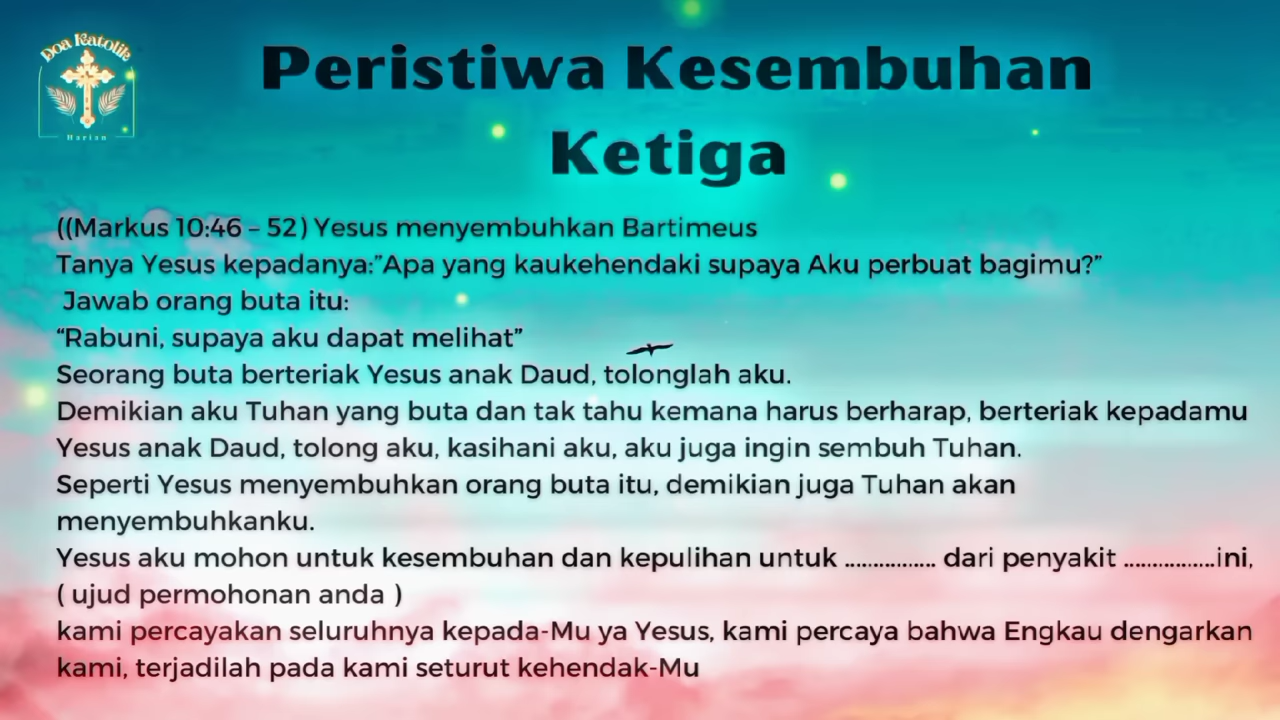 Doa Katolik
Harian
Peristiwa Kesembuhan
Ketiga
((Markus 10:46 – 52) Yesus menyembuhkan Bartimeus
Tanya Yesus kepadanya:”Apa yang kaukehendaki supaya Aku perbuat bagimu?”
Jawab orang buta itu:
“Rabuni, supaya aku dapat melihat”
Seorang buta berteriak Yesus anak Daud, tolonglah aku.
Demikian aku Tuhan yang buta dan tak tahu kemana harus berharap, berteriak kepadamu
Yesus anak Daud, tolong aku, kasihani aku, aku juga ingin sembuh Tuhan.
Seperti Yesus menyembuhkan orang buta itu, demikian juga Tuhan akan
menyembuhkanku.
Yesus aku mohon untuk kesembuhan dan kepulihan untuk ................ dari penyakit ................ini,
( ujud permohonan anda )
kami percayakan seluruhnya kepada-Mu ya Yesus, kami percaya bahwa Engkau dengarkan
kami, terjadilah pada kami seturut kehendak-Mu